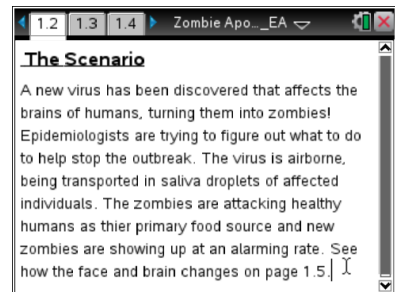 1.2 1.3 1.4 Zombie Apo..._EA
The Scenario
A new virus has been discovered that affects the
brains of humans, turning them into zombies!
Epidemiologists are trying to figure out what to do
to help stop the outbreak. The virus is airborne,
being transported in saliva droplets of affected
individuals. The zombies are attacking healthy
humans as thier primary food source and new
zombies are showing up at an alarming rate. See
how the face and brain changes on page 1.5.